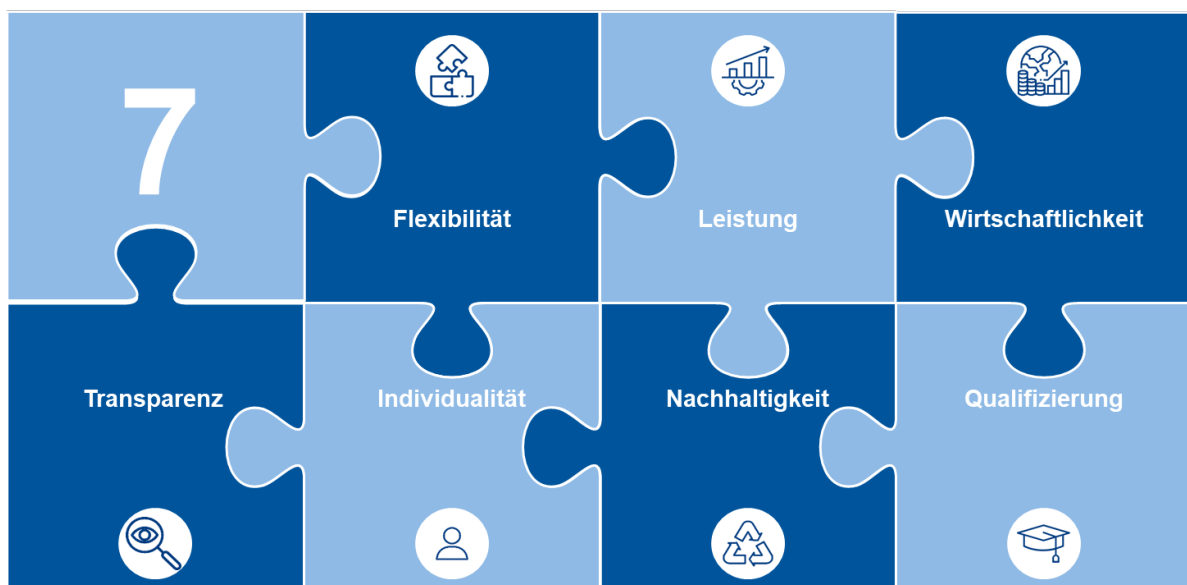 7
Flexibilität
Leistung
Wirtschaftlichkeit
Transparenz
Individualität
Nachhaltigkeit
Qualifizierung